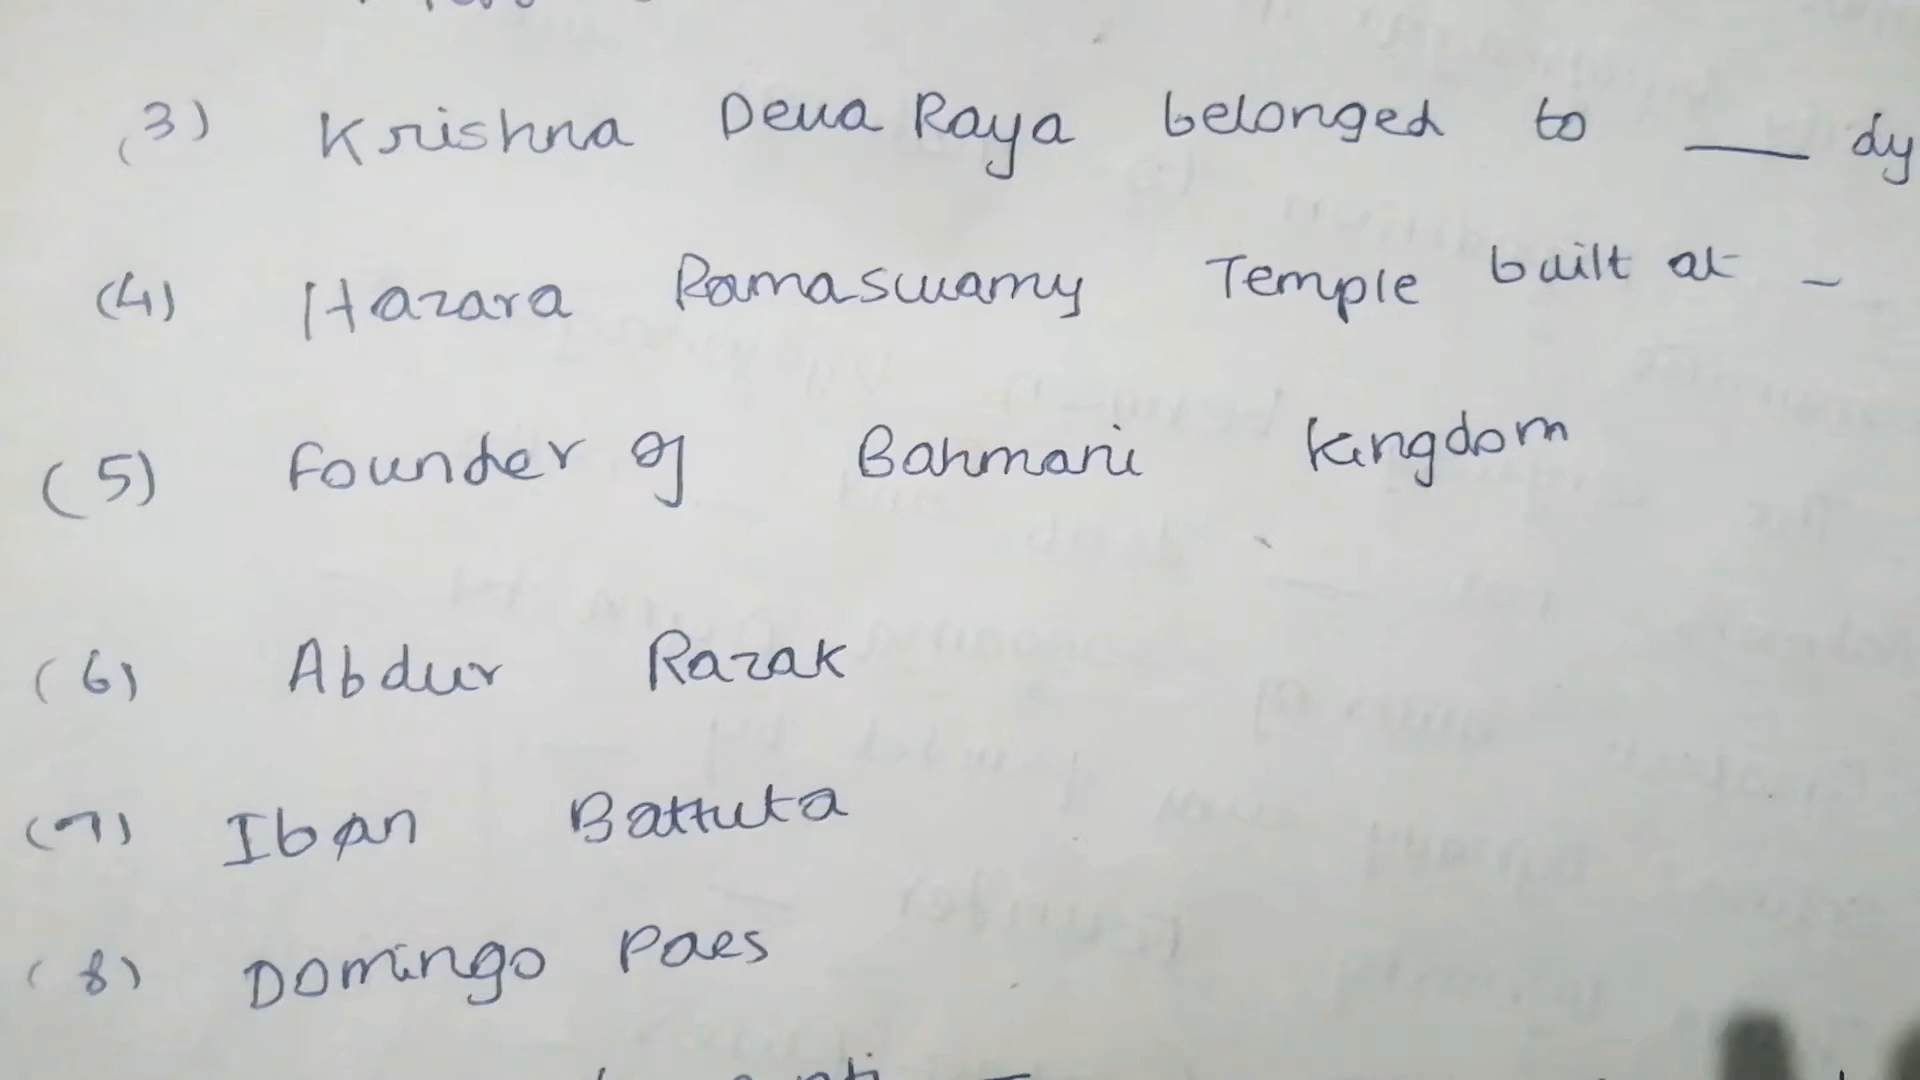 (3) Krishna Deva Raya belonged to __ dy
(4) Hazara Ramaswamy Temple built at -
(5) Founder of Bahmani kingdom
(6) Abdur Razak
(7) Iban Battuta
(8) Domingo Paes